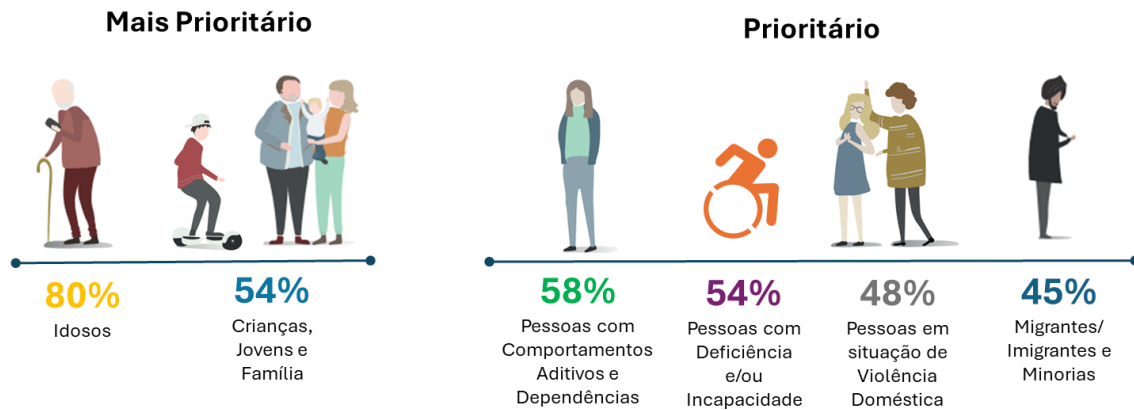 Mais Prioritário
80%
Idosos
54%
Crianças,
Jovens e
Família
Prioritário
58%
Pessoas com
Comportamentos
Aditivos e
Dependências
54%
Pessoas com
Deficiência
e/ou
Incapacidade
48%
Pessoas em
situação de
Violência
Doméstica
45%
Migrantes/
Imigrantes e
Minorias